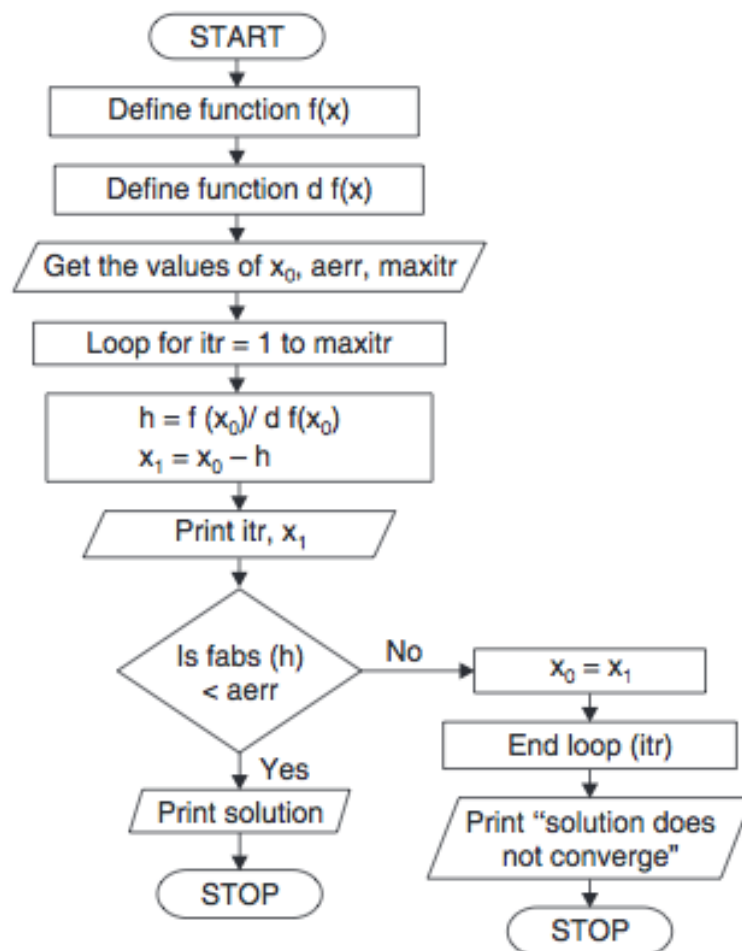 START
Define function f(x)
Define function d f(x)
Get the values of x₀, aerr, maxitr
Loop for itr = 1 to maxitr
h = f (x₀)/ d f(x₀)
x₁ = x₀ – h
Print itr, x₁
Is fabs (h)
< aerr
No
x₀ = x₁
End loop (itr)
Yes
Print solution
Print “solution does
not converge"
STOP
STOP